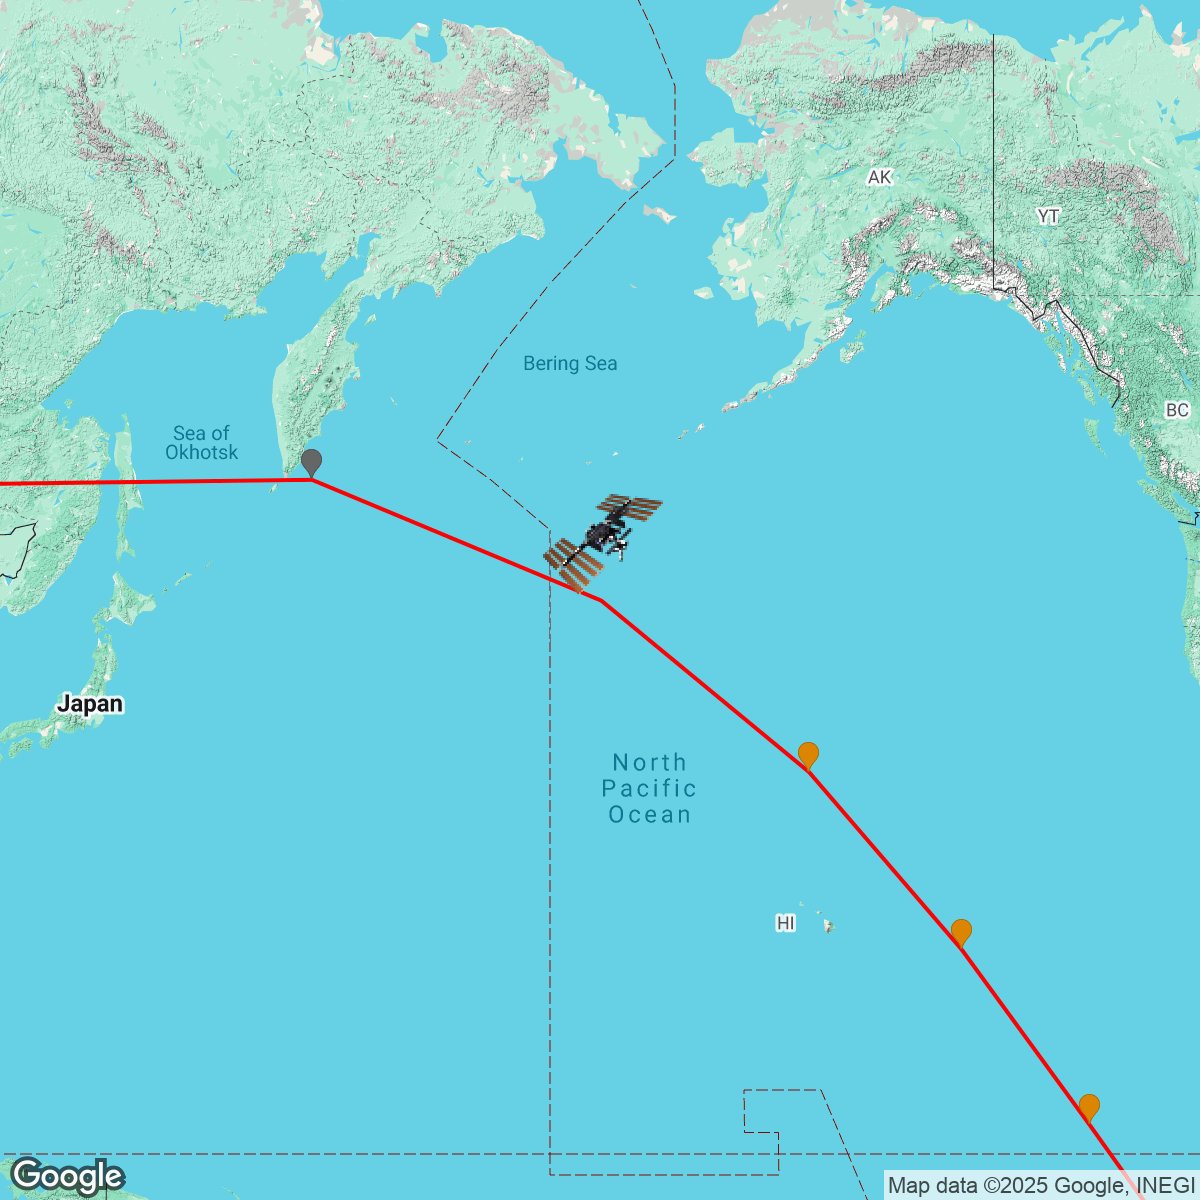 AK
YT
Bering Sea
BC
Sea of
Okhotsk
Japan
North
Pacific
Ocean
HI
Google
Map data ©2025 Google, INEGI